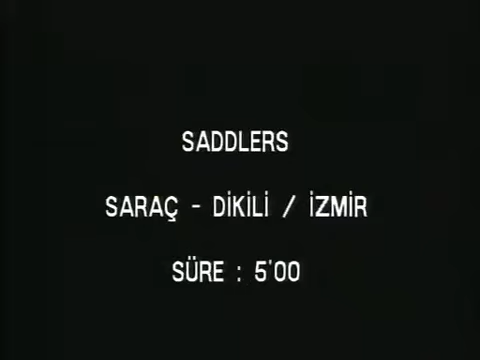 SADDLERS
SARAÇ - DİKİLİ / İZMİR
SÜRE : 5'00